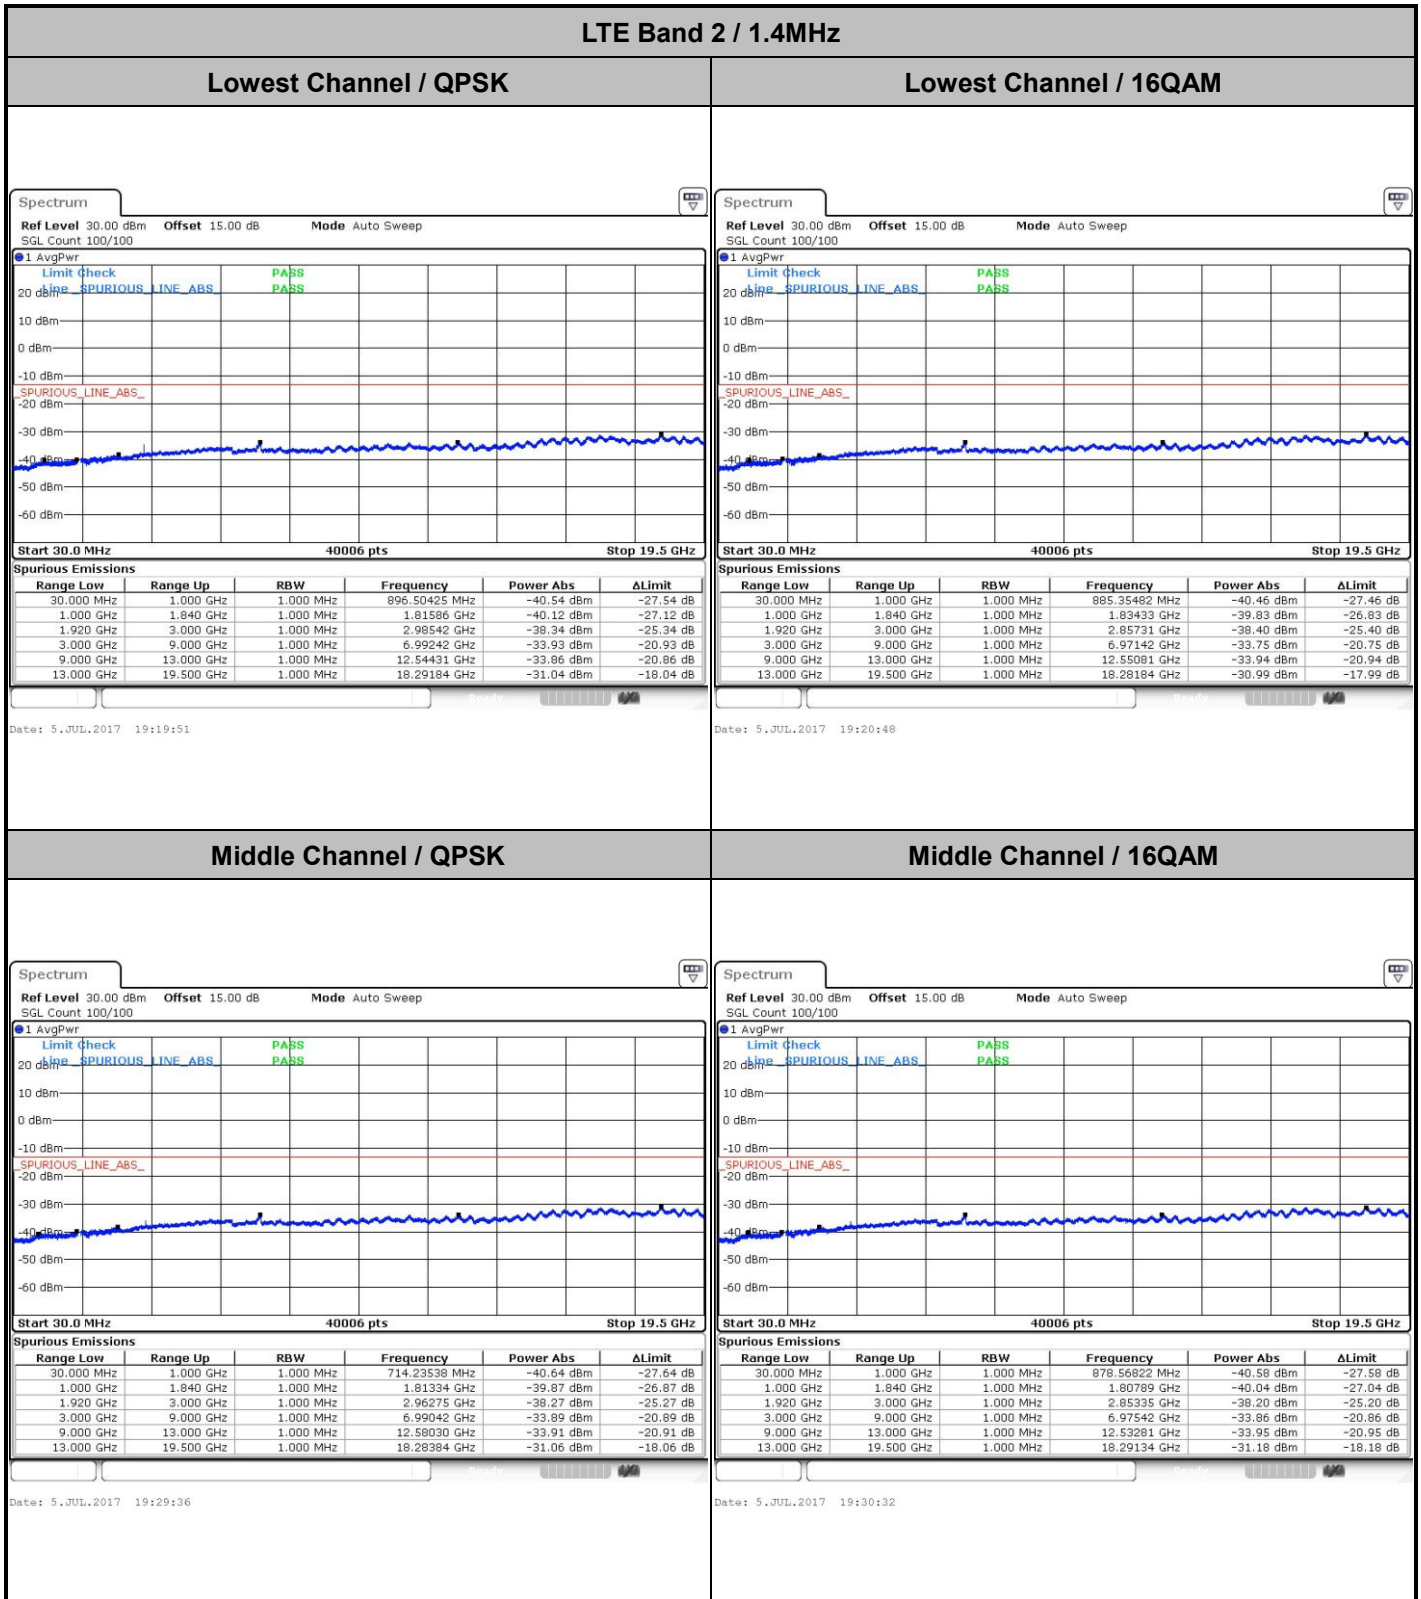 LTE Band 2 / 1.4MHz
Lowest Channel / QPSK
Lowest Channel / 16QAM
Spectrum
Ref Level 30.00 dBm Offset 15.00 dB Mode Auto Sweep
SGL Count 100/100
1 AvgPwr
Limit Check PASS
Line _SPURIOUS_LINE_ABS_ PASS
20 dBm
10 dBm
0 dBm
-10 dBm
_SPURIOUS_LINE_ABS_
-20 dBm
-30 dBm
-40 dBm
-50 dBm
-60 dBm
Start 30.0 MHz 40006 pts Stop 19.5 GHz
Spurious Emissions
Range Low Range Up RBW Frequency Power Abs ΔLimit
30.000 MHz 1.000 GHz 1.000 MHz 896.50425 MHz -40.54 dBm -27.54 dB
1.000 GHz 1.840 GHz 1.000 MHz 1.81586 GHz -40.12 dBm -27.12 dB
1.920 GHz 3.000 GHz 1.000 MHz 2.98542 GHz -38.34 dBm -25.34 dB
3.000 GHz 9.000 GHz 1.000 MHz 6.99242 GHz -33.93 dBm -20.93 dB
9.000 GHz 13.000 GHz 1.000 MHz 12.54431 GHz -33.86 dBm -20.86 dB
13.000 GHz 19.500 GHz 1.000 MHz 18.29184 GHz -31.04 dBm -18.04 dB
Ready
Date: 5.JUL.2017 19:19:51
Spectrum
Ref Level 30.00 dBm Offset 15.00 dB Mode Auto Sweep
SGL Count 100/100
1 AvgPwr
Limit Check PASS
Line _SPURIOUS_LINE_ABS_ PASS
20 dBm
10 dBm
0 dBm
-10 dBm
_SPURIOUS_LINE_ABS_
-20 dBm
-30 dBm
-40 dBm
-50 dBm
-60 dBm
Start 30.0 MHz 40006 pts Stop 19.5 GHz
Spurious Emissions
Range Low Range Up RBW Frequency Power Abs ΔLimit
30.000 MHz 1.000 GHz 1.000 MHz 885.35482 MHz -40.46 dBm -27.46 dB
1.000 GHz 1.840 GHz 1.000 MHz 1.83433 GHz -39.83 dBm -26.83 dB
1.920 GHz 3.000 GHz 1.000 MHz 2.85731 GHz -38.40 dBm -25.40 dB
3.000 GHz 9.000 GHz 1.000 MHz 6.97142 GHz -33.75 dBm -20.75 dB
9.000 GHz 13.000 GHz 1.000 MHz 12.55081 GHz -33.94 dBm -20.94 dB
13.000 GHz 19.500 GHz 1.000 MHz 18.28184 GHz -30.99 dBm -17.99 dB
Ready
Date: 5.JUL.2017 19:20:48
Middle Channel / QPSK
Middle Channel / 16QAM
Spectrum
Ref Level 30.00 dBm Offset 15.00 dB Mode Auto Sweep
SGL Count 100/100
1 AvgPwr
Limit Check PASS
Line _SPURIOUS_LINE_ABS_ PASS
20 dBm
10 dBm
0 dBm
-10 dBm
_SPURIOUS_LINE_ABS_
-20 dBm
-30 dBm
-40 dBm
-50 dBm
-60 dBm
Start 30.0 MHz 40006 pts Stop 19.5 GHz
Spurious Emissions
Range Low Range Up RBW Frequency Power Abs ΔLimit
30.000 MHz 1.000 GHz 1.000 MHz 714.23538 MHz -40.64 dBm -27.64 dB
1.000 GHz 1.840 GHz 1.000 MHz 1.81334 GHz -39.87 dBm -26.87 dB
1.920 GHz 3.000 GHz 1.000 MHz 2.96275 GHz -38.27 dBm -25.27 dB
3.000 GHz 9.000 GHz 1.000 MHz 6.99042 GHz -33.89 dBm -20.89 dB
9.000 GHz 13.000 GHz 1.000 MHz 12.58030 GHz -33.91 dBm -20.91 dB
13.000 GHz 19.500 GHz 1.000 MHz 18.28384 GHz -31.06 dBm -18.06 dB
Ready
Date: 5.JUL.2017 19:29:36
Spectrum
Ref Level 30.00 dBm Offset 15.00 dB Mode Auto Sweep
SGL Count 100/100
1 AvgPwr
Limit Check PASS
Line _SPURIOUS_LINE_ABS_ PASS
20 dBm
10 dBm
0 dBm
-10 dBm
_SPURIOUS_LINE_ABS_
-20 dBm
-30 dBm
-40 dBm
-50 dBm
-60 dBm
Start 30.0 MHz 40006 pts Stop 19.5 GHz
Spurious Emissions
Range Low Range Up RBW Frequency Power Abs ΔLimit
30.000 MHz 1.000 GHz 1.000 MHz 878.56822 MHz -40.58 dBm -27.58 dB
1.000 GHz 1.840 GHz 1.000 MHz 1.80789 GHz -40.04 dBm -27.04 dB
1.920 GHz 3.000 GHz 1.000 MHz 2.85335 GHz -38.20 dBm -25.20 dB
3.000 GHz 9.000 GHz 1.000 MHz 6.97542 GHz -33.86 dBm -20.86 dB
9.000 GHz 13.000 GHz 1.000 MHz 12.53281 GHz -33.95 dBm -20.95 dB
13.000 GHz 19.500 GHz 1.000 MHz 18.29134 GHz -31.18 dBm -18.18 dB
Ready
Date: 5.JUL.2017 19:30:32